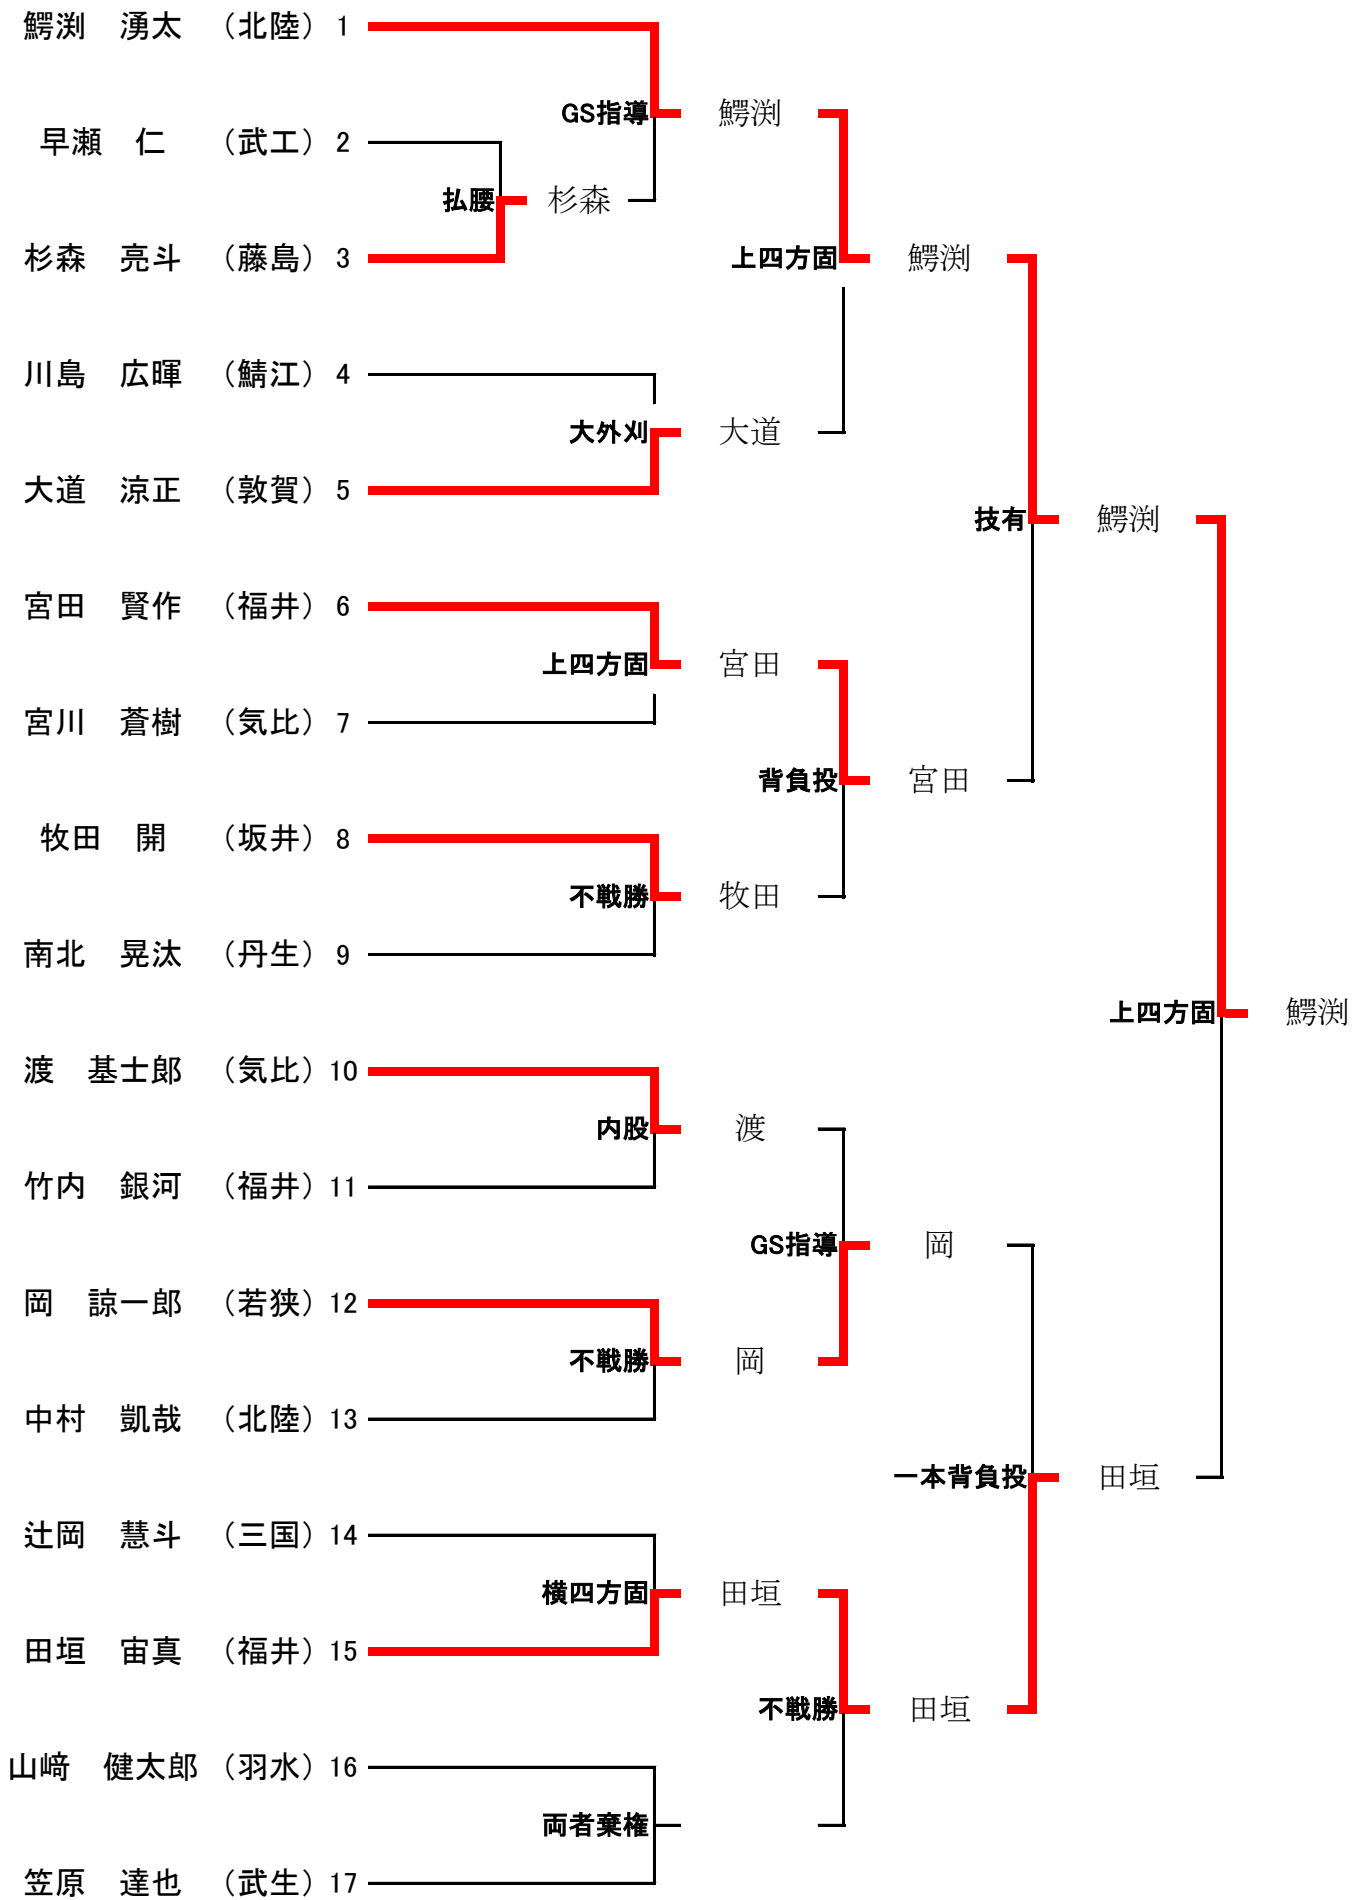 鰐渕　湧太　（北陸） 1
GS指導　鰐渕
早瀬　仁　（武工） 2
払腰　杉森
杉森　亮斗　（藤島） 3
上四方固　鰐渕
川島　広暉　（鯖江） 4
大外刈　大道
大道　涼正　（敦賀） 5
技有　鰐渕
宮田　賢作　（福井） 6
上四方固　宮田
宮川　蒼樹　（気比） 7
背負投　宮田
牧田　開　（坂井） 8
不戦勝　牧田
南北　晃汰　（丹生） 9
上四方固　鰐渕
渡　基士郎　（気比） 10
内股　渡
竹内　銀河　（福井） 11
GS指導　岡
岡　諒一郎　（若狭） 12
不戦勝　岡
中村　凱哉　（北陸） 13
一本背負投　田垣
辻岡　慧斗　（三国） 14
横四方固　田垣
田垣　宙真　（福井） 15
不戦勝　田垣
山﨑　健太郎　（羽水） 16
両者棄権
笠原　達也　（武生） 17